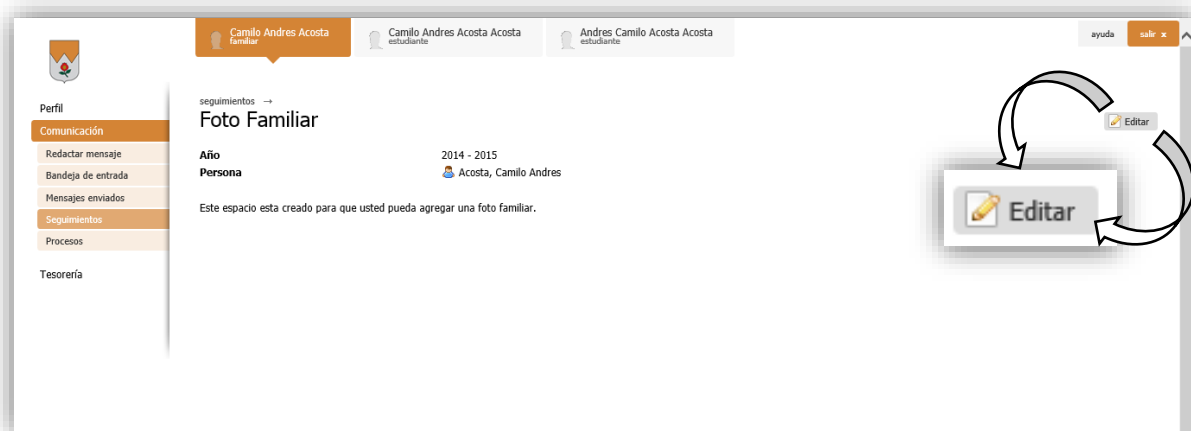 Camilo Andres Acosta
familiar
Camilo Andres Acosta Acosta
estudiante
Andres Camilo Acosta Acosta
estudiante
ayuda
salir x
Perfil
Comunicación
Redactar mensaje
Bandeja de entrada
Mensajes enviados
Seguimientos
Procesos
Tesorería
seguimientos →
Foto Familiar
Editar
Año 2014 - 2015
Persona Acosta, Camilo Andres
Este espacio esta creado para que usted pueda agregar una foto familiar.
Editar